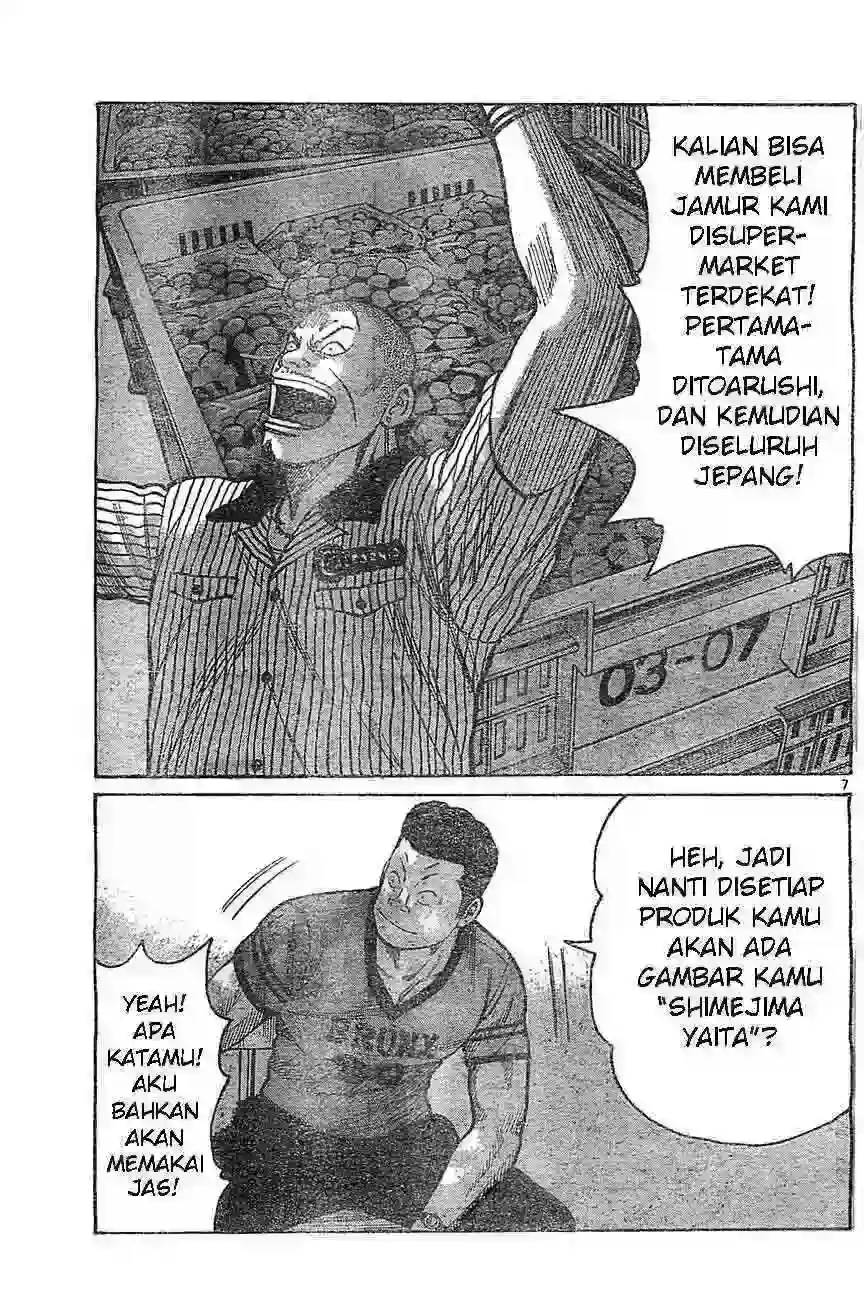 KALIAN BISA
MEMBELI
JAMUR KAMI
DISUPER-
MARKET
TERDEKAT!
PERTAMA-
TAMA
DITOARUSHI,
DAN KEMUDIAN
DISELURUH
JEPANG!
03-07
7
HEH, JADI
NANTI DISETIAP
PRODUK KAMU
AKAN ADA
GAMBAR KAMU
"SHIMEJIMA
YAITA"?
BRONX
YEAH!
APA
KATAMU!
AKU
BAHKAN
AKAN
MEMAKAI
JAS!